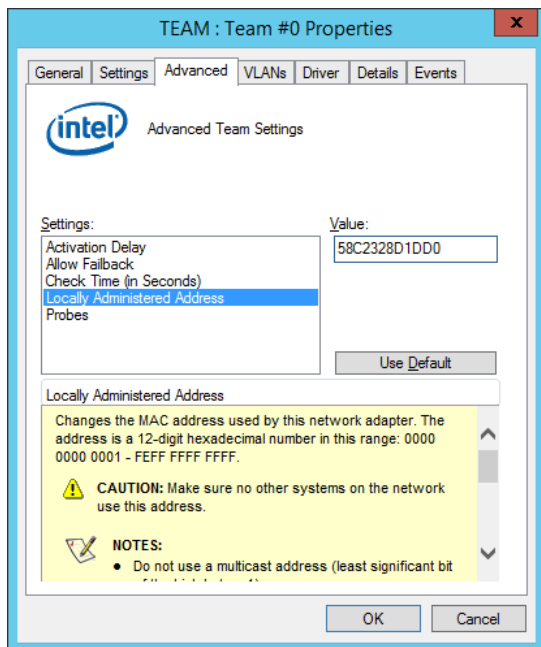 TEAM : Team #0 Properties
x
General Settings Advanced VLANs Driver Details Events
intel Advanced Team Settings
Settings: Value:
Activation Delay 58C2328D1DD0
Allow Failback
Check Time (in Seconds)
Locally Administered Address
Probes
Use Default
Locally Administered Address
Changes the MAC address used by this network adapter. The
address is a 12-digit hexadecimal number in this range: 0000
0000 0001 - FEFF FFFF FFFF.
CAUTION: Make sure no other systems on the network
use this address.
NOTES:
• Do not use a multicast address (least significant bit
OK Cancel